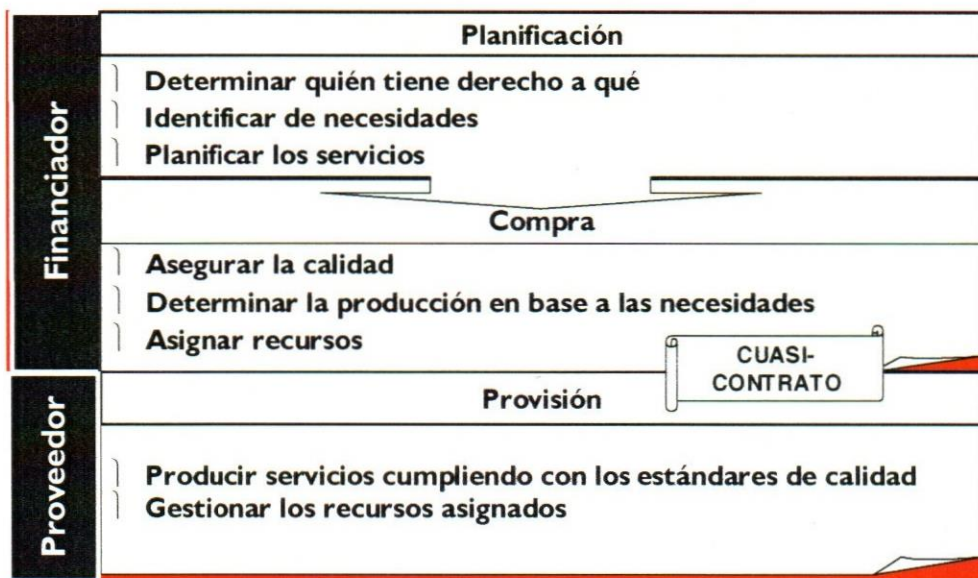 Financiador
Planificación
Determinar quién tiene derecho a qué
Identificar de necesidades
Planificar los servicios
Compra
Asegurar la calidad
Determinar la producción en base a las necesidades
Asignar recursos
CUASI-
CONTRATO
Proveedor
Provisión
Producir servicios cumpliendo con los estándares de calidad
Gestionar los recursos asignados